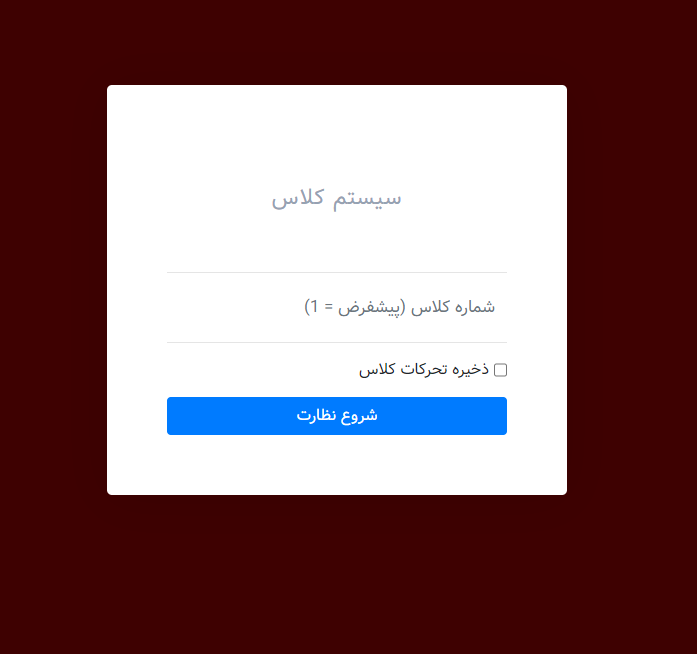 سیستم کلاس
شماره کلاس (پیشفرض = 1)
ذخیره تحرکات کلاس
شروع نظارت